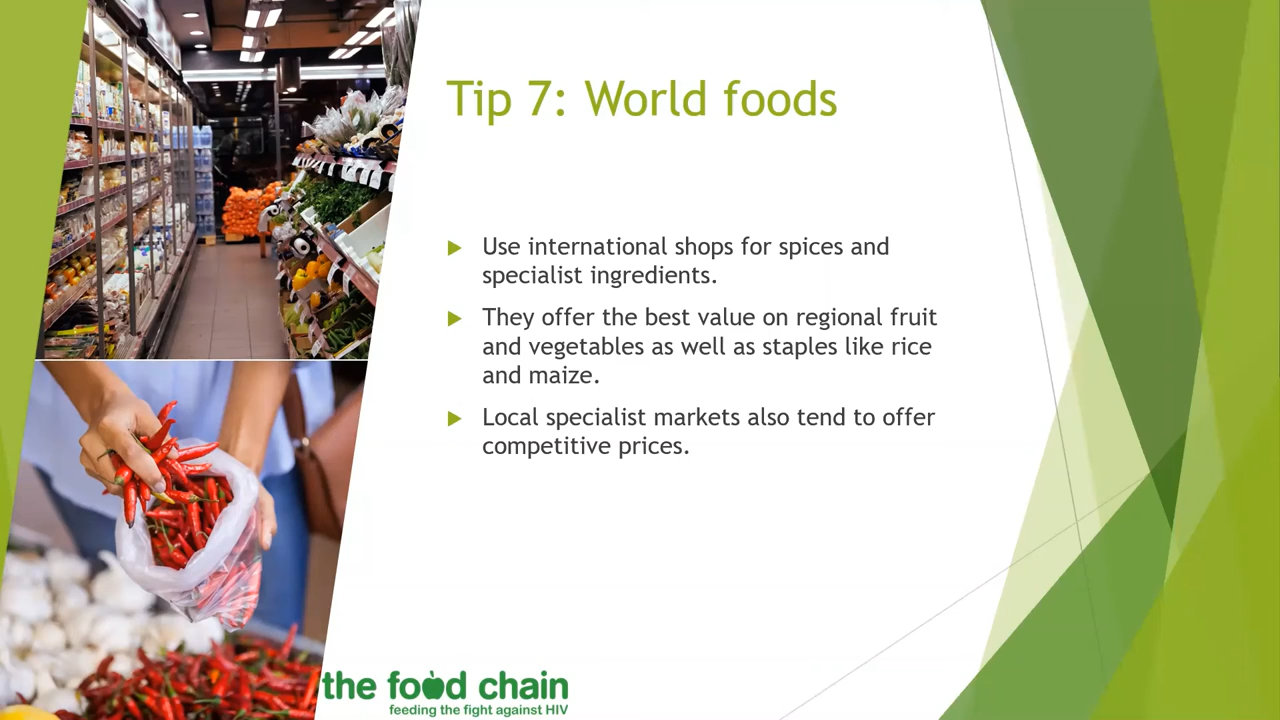 Tip 7: World foods
Use international shops for spices and
specialist ingredients.
They offer the best value on regional fruit
and vegetables as well as staples like rice
and maize.
Local specialist markets also tend to offer
competitive prices.
the food chain
feeding the fight against HIV